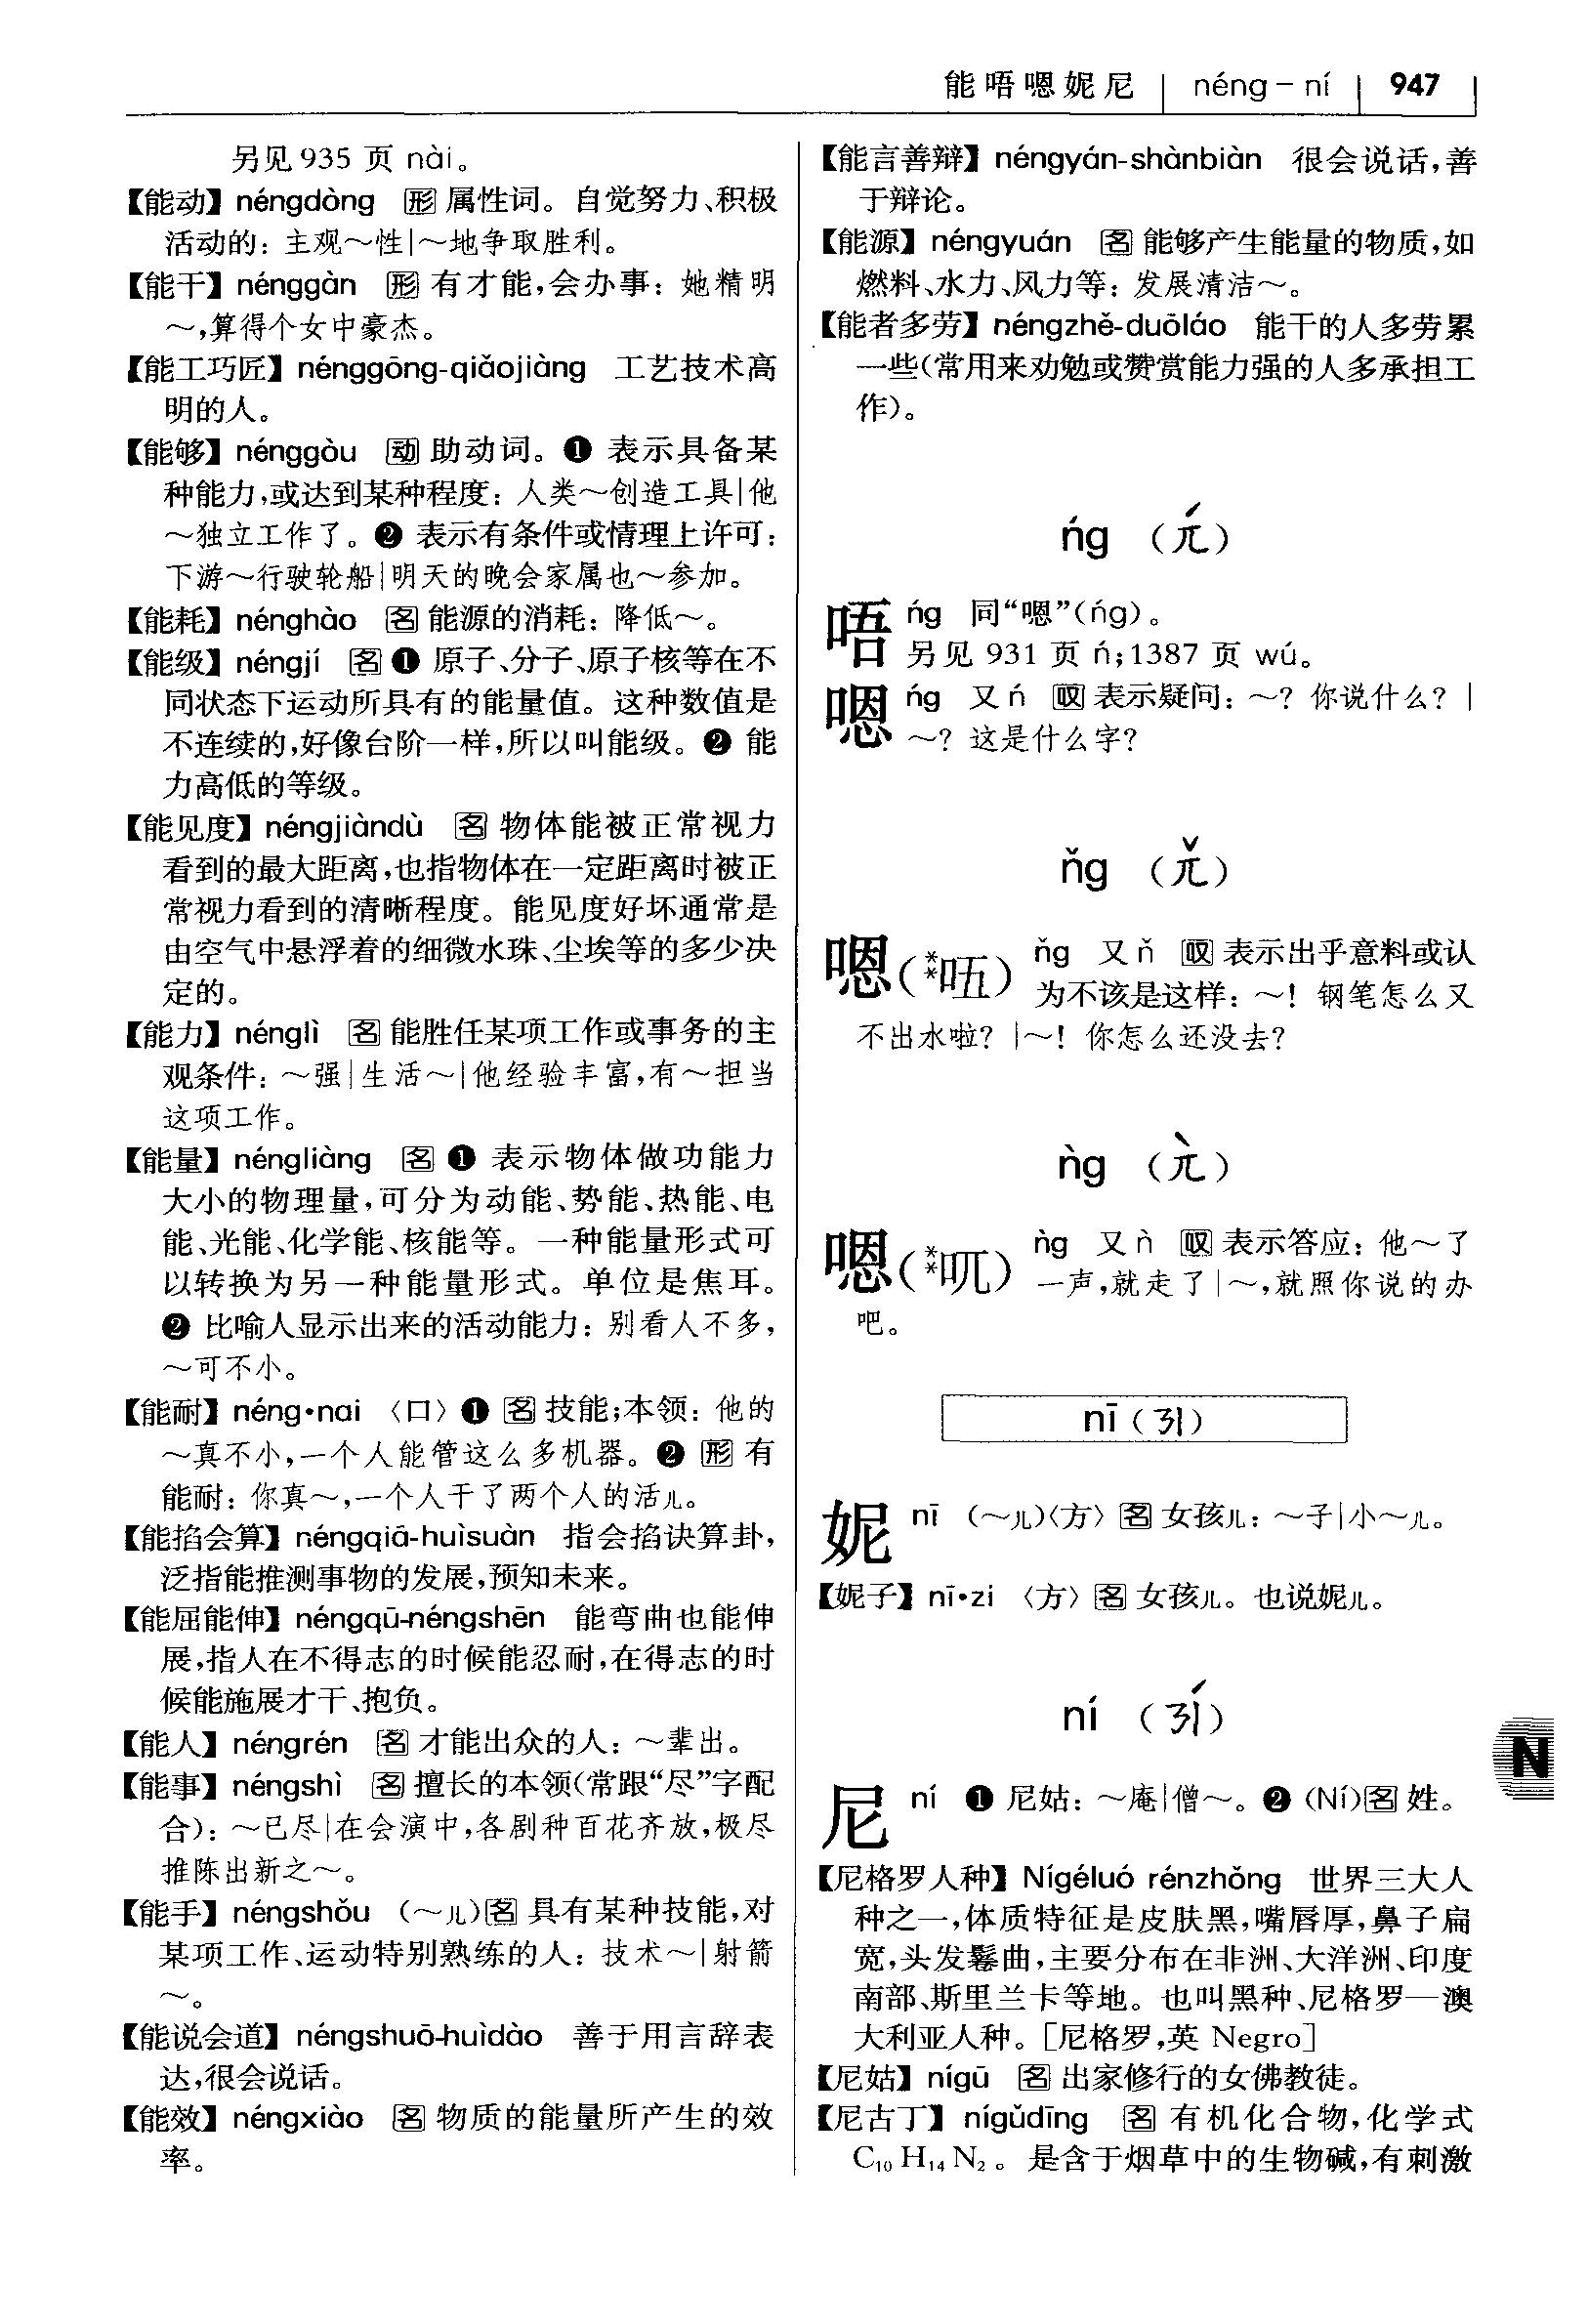 能唔嗯妮尼 néng－ní 947
另见935 页 nài。
【能动】néngdòng 形 属性词。自觉努力、积极
活动的：主观～性|～地争取胜利。
【能干】nénggàn 形 有才能，会办事：她精明
～，算得个女中豪杰。
【能工巧匠】nénggōng-qiǎojiàng 工艺技术高
明的人。
【能够】nénggòu 动 助动词。❶ 表示具备某
种能力，或达到某种程度：人类～创造工具|他
～独立工作了。❷ 表示有条件或情理上许可：
下游～行驶轮船|明天的晚会家属也～参加。
【能耗】nénghào 名 能源的消耗：降低～。
【能级】néngjí 名 ❶ 原子、分子、原子核等在不
同状态下运动所具有的能量值。这种数值是
不连续的，好像台阶一样，所以叫能级。❷ 能
力高低的等级。
【能见度】néngjiàndù 名 物体能被正常视力
看到的最大距离，也指物体在一定距离时被正
常视力看到的清晰程度。能见度好坏通常是
由空气中悬浮着的细微水珠、尘埃等的多少决
定的。
【能力】nénglì 名 能胜任某项工作或事务的主
观条件：～强|生活～|他经验丰富，有～担当
这项工作。
【能量】néngliàng 名 ❶ 表示物体做功能力
大小的物理量，可分为动能、势能、热能、电
能、光能、化学能、核能等。一种能量形式可
以转换为另一种能量形式。单位是焦耳。
❷ 比喻人显示出来的活动能力：别看人不多，
～可不小。
【能耐】néng•nai 〈口〉❶ 名 技能；本领：他的
～真不小，一个人能管这么多机器。❷ 形 有
能耐：你真～，一个人干了两个人的活儿。
【能掐会算】néngqiā-huìsuàn 指会掐诀算卦，
泛指能推测事物的发展，预知未来。
【能屈能伸】néngqū-néngshēn 能弯曲也能伸
展，指人在不得志的时候能忍耐，在得志的时
候能施展才干、抱负。
【能人】néngrén 名 才能出众的人：～辈出。
【能事】néngshì 名 擅长的本领（常跟“尽”字配
合）：～已尽|在会演中，各剧种百花齐放，极尽
推陈出新之～。
【能手】néngshǒu （～儿）名 具有某种技能，对
某项工作、运动特别熟练的人：技术～|射箭
～。
【能说会道】néngshuō-huìdào 善于用言辞表
达，很会说话。
【能效】néngxiào 名 物质的能量所产生的效
率。
【能言善辩】néngyán-shànbiàn 很会说话，善
于辩论。
【能源】néngyuán 名 能够产生能量的物质，如
燃料、水力、风力等：发展清洁～。
【能者多劳】néngzhě-duōláo 能干的人多劳累
一些（常用来劝勉或赞赏能力强的人多承担工
作）。
ńg （ㄫˊ）
唔 ńg 同“嗯”（ńg）。
另见 931 页 ń；1387 页 wú。
嗯 ńg 又 ń 叹 表示疑问：～？你说什么？|
～？这是什么字？
ňg （ㄫˇ）
嗯（**㕶） ňg 又 ň 叹 表示出乎意料或认
为不该是这样：～！钢笔怎么又
不出水啦？|～！你怎么还没去？
ǹg （ㄫˋ）
嗯（**呒） ǹg 又 ǹ 叹 表示答应：他～了
一声，就走了|～，就照你说的办
吧。
nī（ㄋㄧ）
妮 nī （～儿）〈方〉名 女孩儿：～子|小～儿。
【妮子】nī•zi 〈方〉名 女孩儿。也说妮儿。
ní （ㄋㄧˊ）
尼 ní ❶ 尼姑：～庵|僧～。❷（Ní）名 姓。
【尼格罗人种】Nígéluó rénzhǒng 世界三大人
种之一，体质特征是皮肤黑，嘴唇厚，鼻子扁
宽，头发鬈曲，主要分布在非洲、大洋洲、印度
南部、斯里兰卡等地。也叫黑种、尼格罗—澳
大利亚人种。[尼格罗，英 Negro]
【尼姑】nígū 名 出家修行的女佛教徒。
【尼古丁】nígǔdīng 名 有机化合物，化学式
C₁₀H₁₄N₂。是含于烟草中的生物碱，有刺激
N